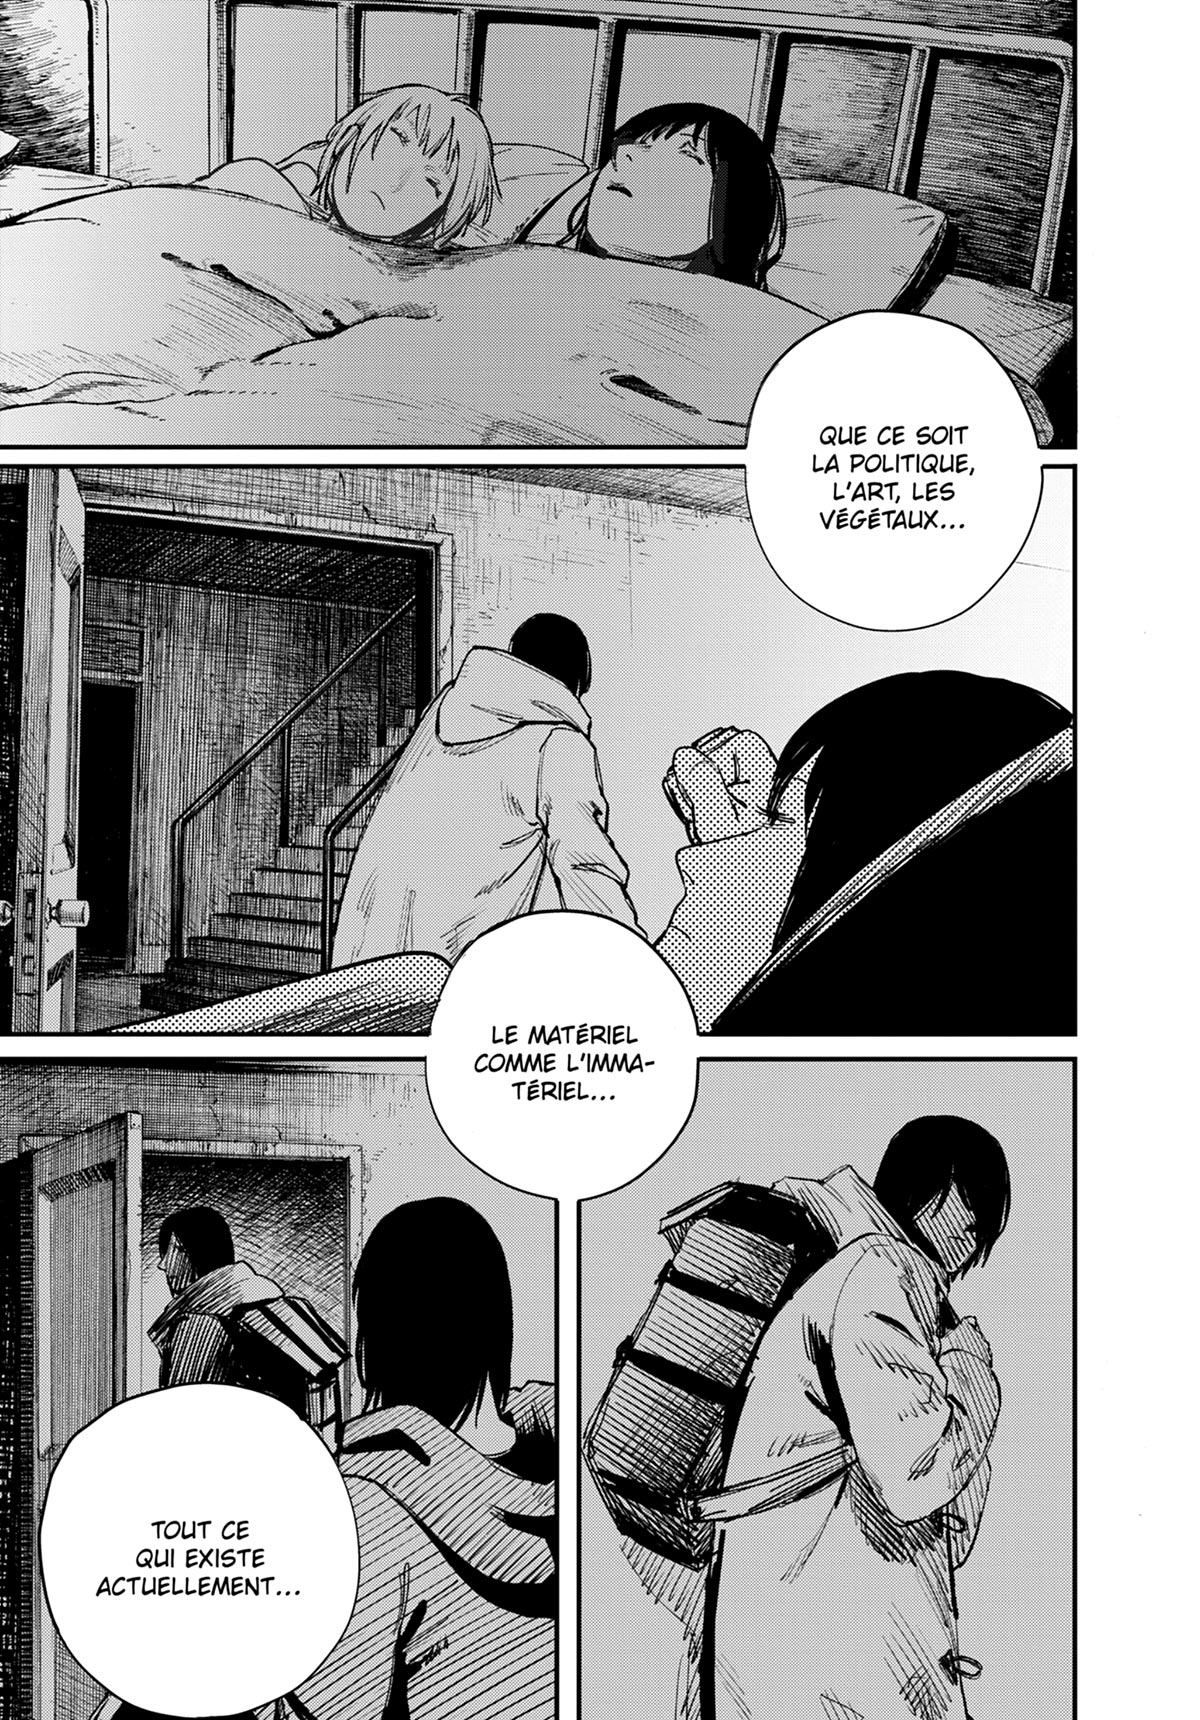 QUE CE SOIT
LA POLITIQUE,
L'ART, LES
VÉGÉTAUX...
LE MATÉRIEL
COMME L'IMMA-
TÉRIEL...
TOUT CE
QUI EXISTE
ACTUELLEMENT...